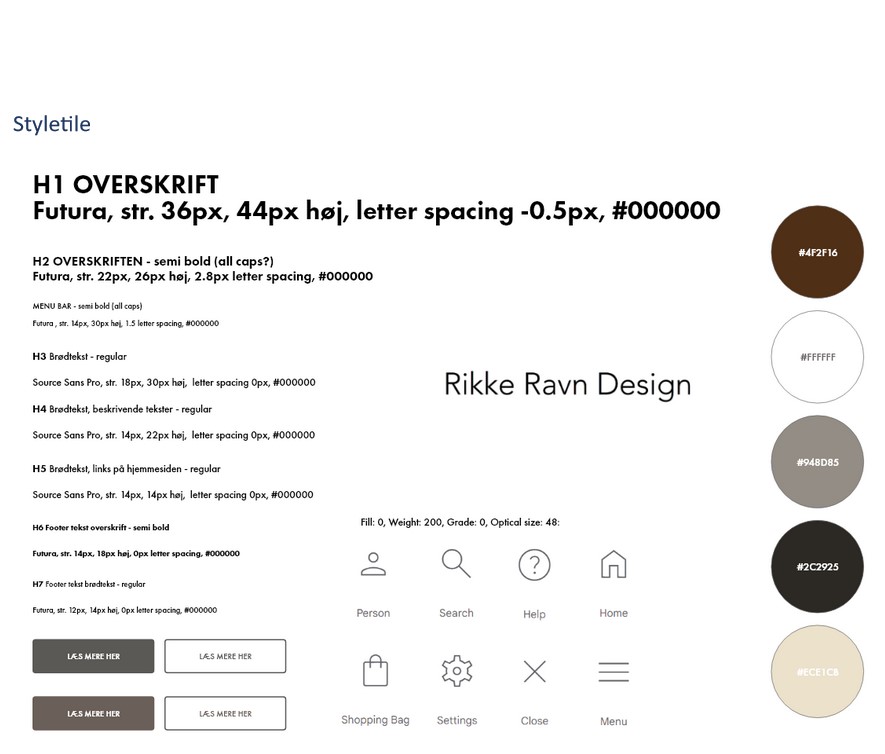 Styletile
H1 OVERSKRIFT
Futura, str. 36px, 44px høj, letter spacing -0.5px, #000000
H2 OVERSKRIFTEN - semi bold (all caps?)
Futura, str. 22px, 26px høj, 2.8px letter spacing, #000000
MENU BAR - semi bold (all caps)
Futura , str. 14px, 30px høj, 1.5 letter spacing, #000000
H3 Brødtekst - regular
Source Sans Pro, str. 18px, 30px høj, letter spacing 0px, #000000
H4 Brødtekst, beskrivende tekster - regular
Source Sans Pro, str. 14px, 22px høj, letter spacing 0px, #000000
H5 Brødtekst, links på hjemmesiden - regular
Source Sans Pro, str. 14px, 14px høj, letter spacing 0px, #000000
H6 Footer tekst overskrift - semi bold
Futura, str. 14px, 18px høj, 0px letter spacing, #000000
H7 Footer tekst brødtekst - regular
Futura, str. 12px, 14px høj, 0px letter spacing, #000000
LÆS MERE HER
LÆS MERE HER
LÆS MERE HER
LÆS MERE HER
Rikke Ravn Design
Fill: 0, Weight: 200, Grade: 0, Optical size: 48:
Person
Search
Help
Home
Shopping Bag
Settings
Close
Menu
#4F2F16
#FFFFFF
#948D85
#2C2925
#ECE1CB